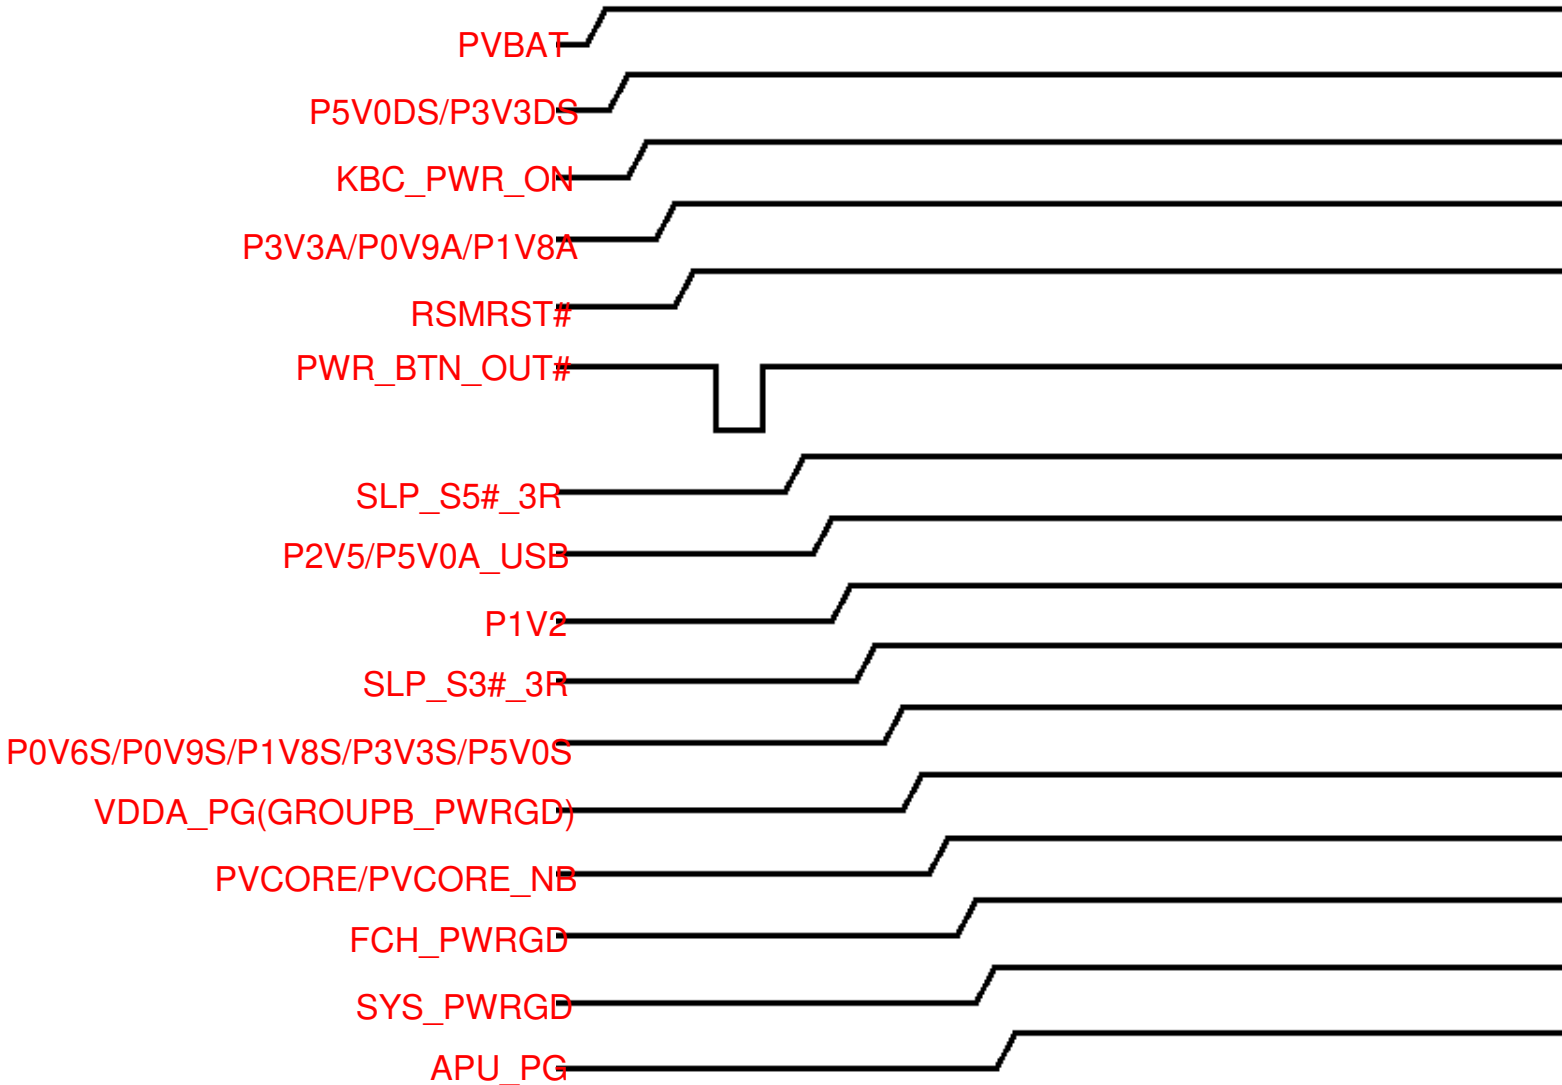 PVBAT
P5V0DS/P3V3DS
KBC_PWR_ON
P3V3A/P0V9A/P1V8A
RSMRST#
PWR_BTN_OUT#
SLP_S5#_3R
P2V5/P5V0A_USB
P1V2
SLP_S3#_3R
P0V6S/P0V9S/P1V8S/P3V3S/P5V0S
VDDA_PG(GROUPB_PWRGD)
PVCORE/PVCORE_NB
FCH_PWRGD
SYS_PWRGD
APU_PG